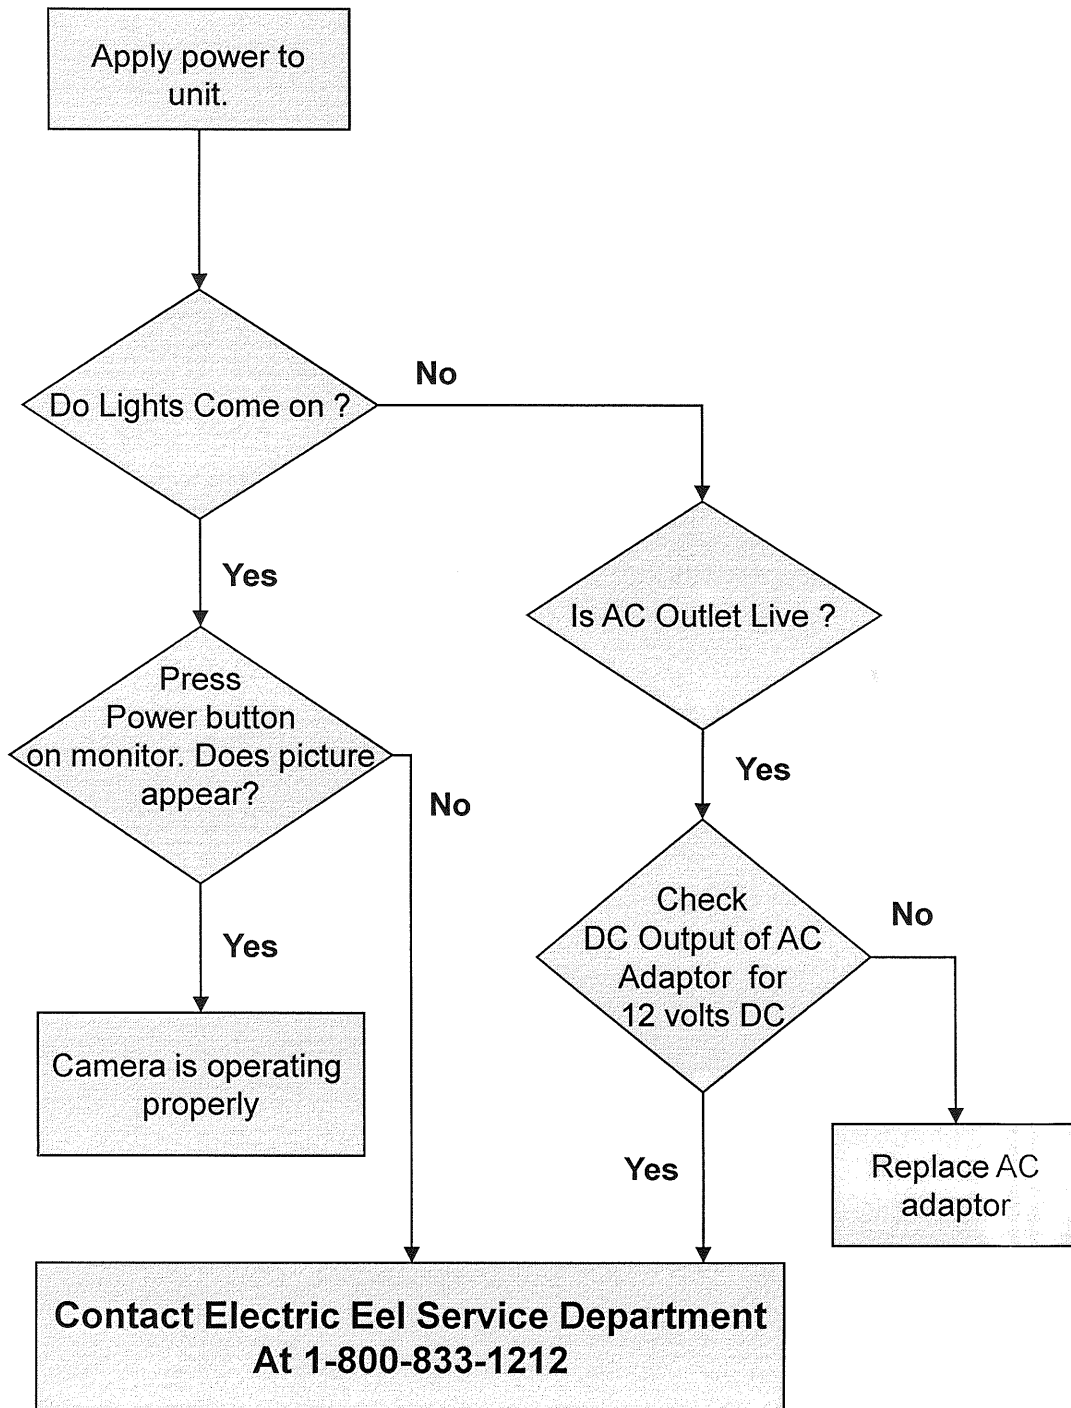 Apply power to
unit.
Do Lights Come on ?
No
Yes
Is AC Outlet Live ?
Press
Power button
on monitor. Does picture
appear?
No
Yes
Yes
Check
DC Output of AC
Adaptor for
12 volts DC
No
Camera is operating
properly
Yes
Replace AC
adaptor
Contact Electric Eel Service Department
At 1-800-833-1212